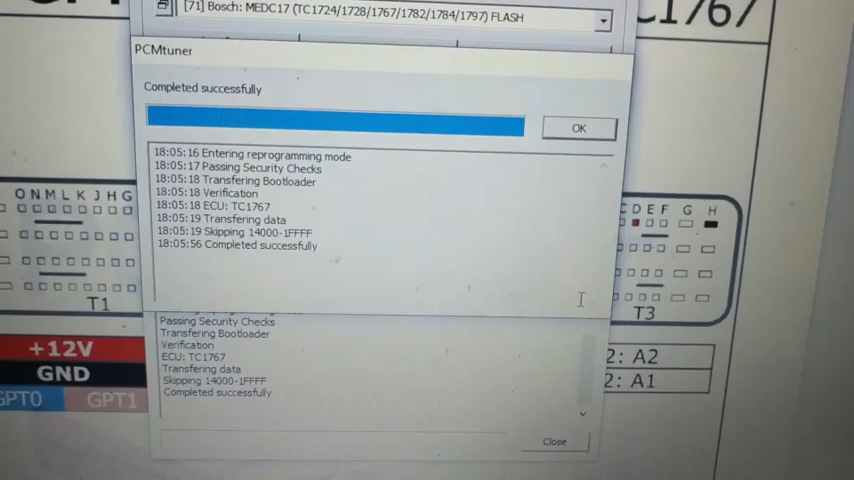 [71] Bosch: MEDC17 (TC1724/1728/1767/1782/1784/1797) FLASH
C1767
PCMtuner
Completed successfully
OK
18:05:16 Entering reprogramming mode
18:05:17 Passing Security Checks
18:05:18 Transfering Bootloader
18:05:18 Verification
18:05:18 ECU: TC1767
18:05:19 Transfering data
18:05:19 Skipping 14000-1FFFF
18:05:56 Completed successfully
O N M L K J H G
C D E F G H
T1
T3
Passing Security Checks
Transfering Bootloader
Verification
ECU: TC1767
Transfering data
Skipping 14000-1FFFF
Completed successfully
+12V
GND
GPT0
GPT1
2: A2
2: A1
Close